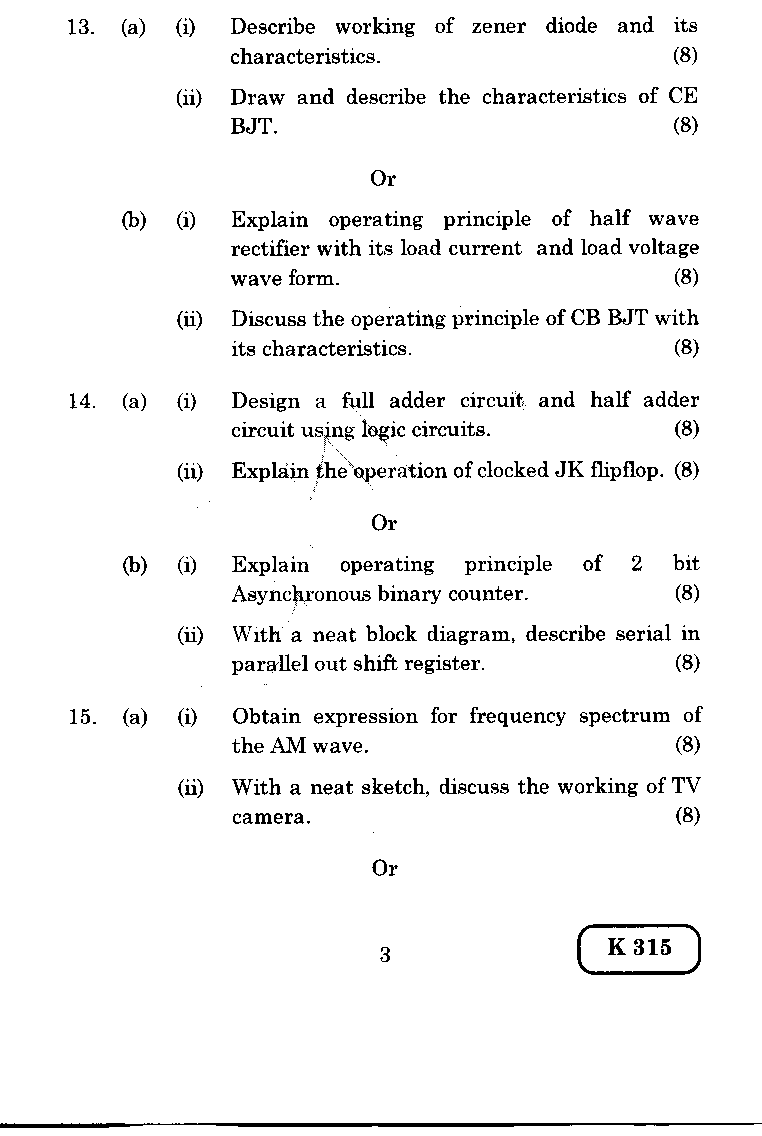 13. (a) (i) Describe working of zener diode and its
characteristics. (8)
(ii) Draw and describe the characteristics of CE
BJT. (8)
Or
(b) (i) Explain operating principle of half wave
rectifier with its load current and load voltage
wave form. (8)
(ii) Discuss the operating principle of CB BJT with
its characteristics. (8)
14. (a) (i) Design a full adder circuit and half adder
circuit using logic circuits. (8)
(ii) Explain the operation of clocked JK flipflop. (8)
Or
(b) (i) Explain operating principle of 2 bit
Asynchronous binary counter. (8)
(ii) With a neat block diagram, describe serial in
parallel out shift register. (8)
15. (a) (i) Obtain expression for frequency spectrum of
the AM wave. (8)
(ii) With a neat sketch, discuss the working of TV
camera. (8)
Or
3 K 315